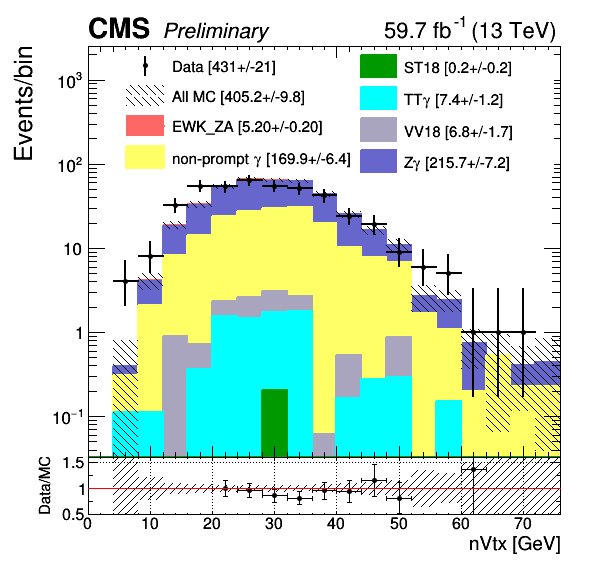 CMS Preliminary 59.7 fb⁻¹ (13 TeV)
Events/bin
10³
10²
10
1
10⁻¹
Data [431+/-21]
All MC [405.2+/-9.8]
EWK_ZA [5.20+/-0.20]
non-prompt γ [169.9+/-6.4]
ST18 [0.2+/-0.2]
TTγ [7.4+/-1.2]
VV18 [6.8+/-1.7]
Zγ [215.7+/-7.2]
Data/MC
1.5
1
0.5
0 10 20 30 40 50 60 70
nVtx [GeV]